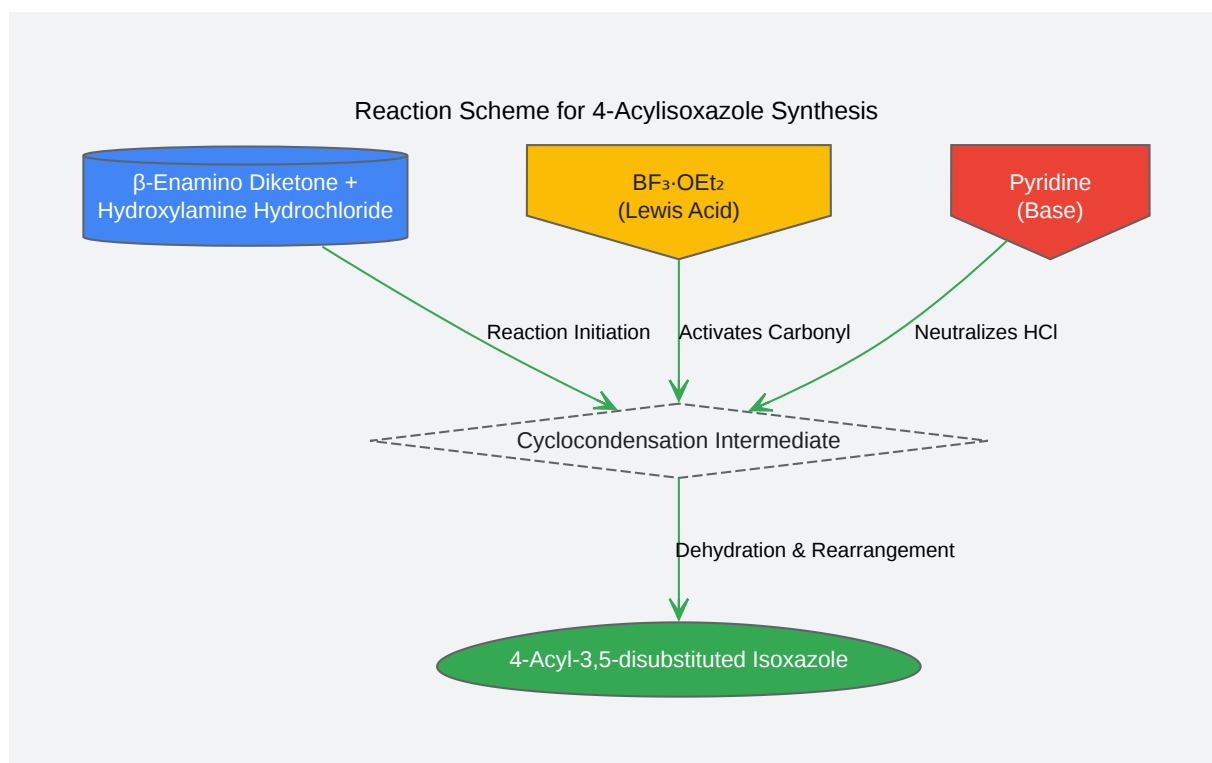 Reaction Scheme for 4-Acylisoxazole Synthesis
β-Enamino Diketone +
Hydroxylamine Hydrochloride
BF₃·OEt₂
(Lewis Acid)
Pyridine
(Base)
Reaction Initiation
Activates Carbonyl
Neutralizes HCl
Cyclocondensation Intermediate
Dehydration & Rearrangement
4-Acyl-3,5-disubstituted Isoxazole